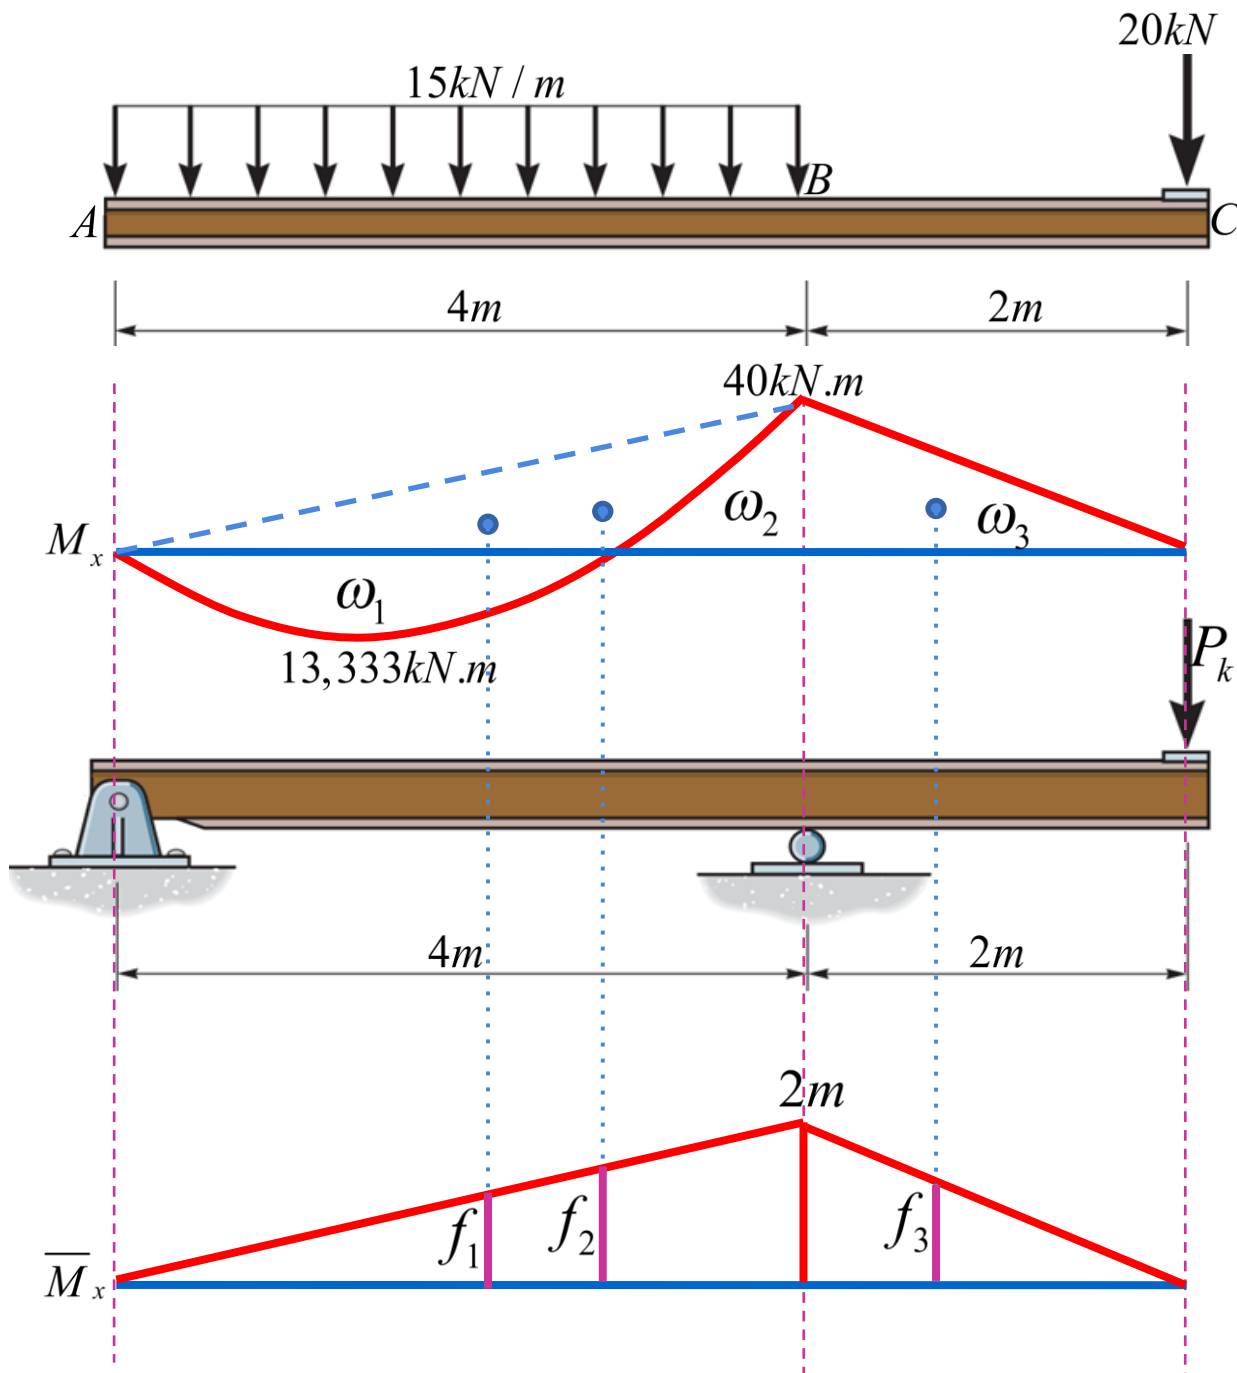 20kN
15kN / m
B
A
C
4m
2m
40kN.m
ω₂
ω₃
Mₓ
ω₁
13,333kN.m
Pₖ
4m
2m
2m
f₁
f₂
f₃
M̅ₓ